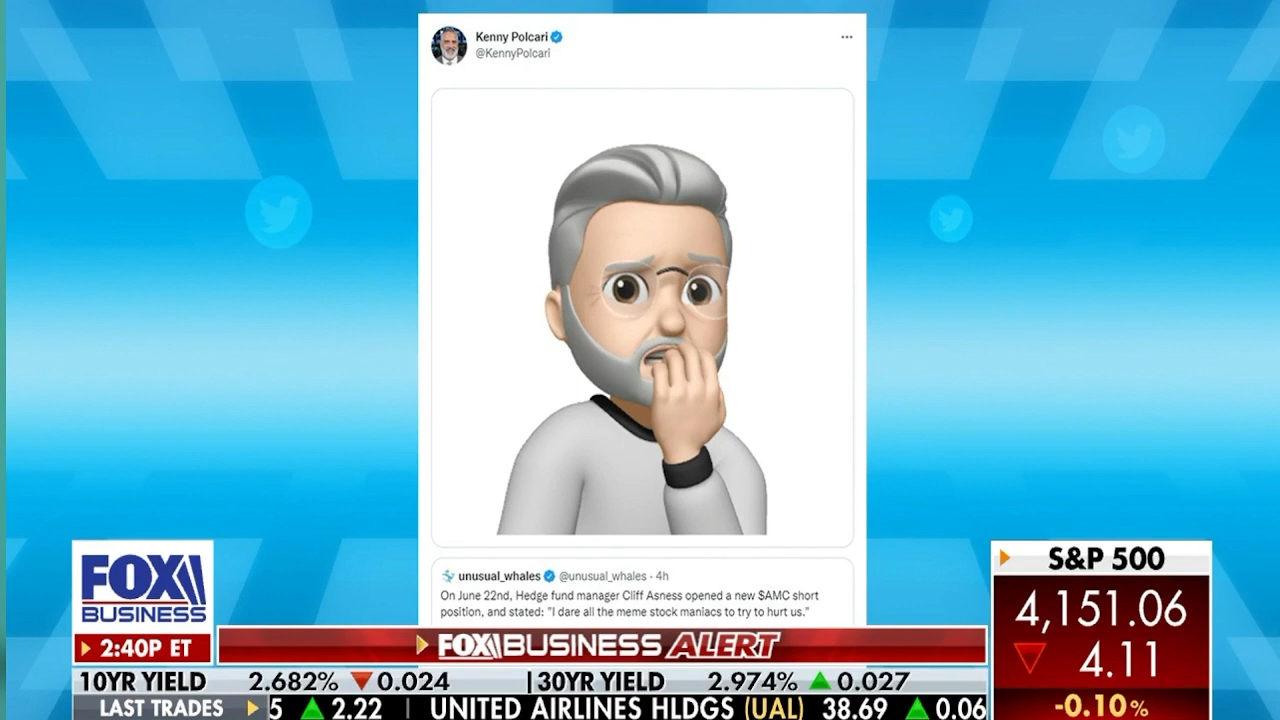 Kenny Polcari
@KennyPolcari
unusual_whales @unusual_whales · 4h
On June 22nd, Hedge fund manager Cliff Asness opened a new $AMC short
position, and stated: "I dare all the meme stock maniacs to try to hurt us."
FOX
BUSINESS
2:40P ET
FOX BUSINESS ALERT
S&P 500
4,151.06
4.11
-0.10%
10YR YIELD 2.682% 0.024 | 30YR YIELD 2.974% 0.027
LAST TRADES 5 2.22 | UNITED AIRLINES HLDGS (UAL) 38.69 0.06